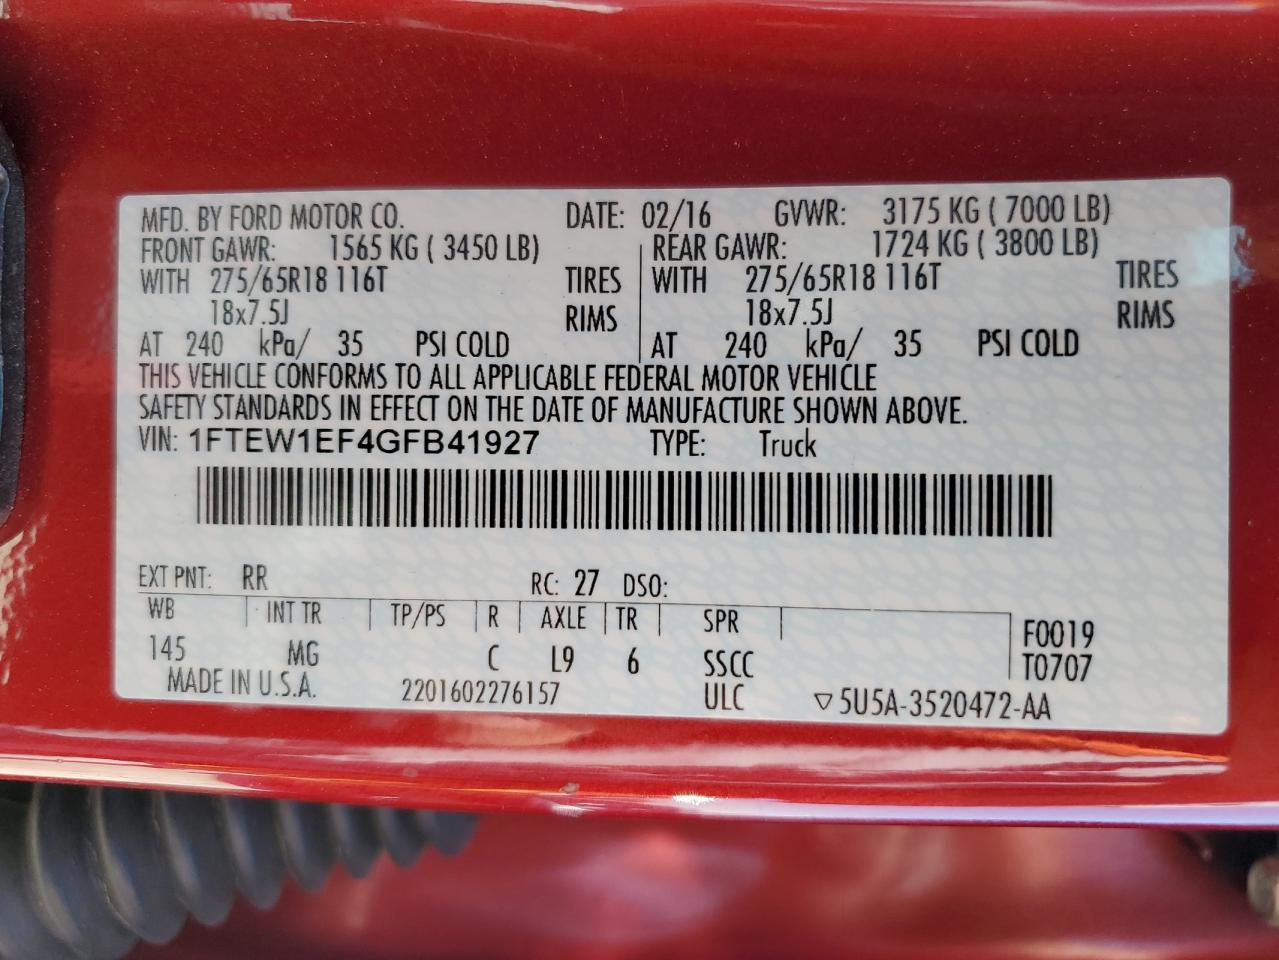 MFD. BY FORD MOTOR CO. DATE: 02/16 GVWR: 3175 KG ( 7000 LB)
FRONT GAWR: 1565 KG ( 3450 LB) REAR GAWR: 1724 KG ( 3800 LB)
WITH 275/65R18 116T TIRES WITH 275/65R18 116T TIRES
18x7.5J RIMS 18x7.5J RIMS
AT 240 kPa/ 35 PSI COLD AT 240 kPa/ 35 PSI COLD
THIS VEHICLE CONFORMS TO ALL APPLICABLE FEDERAL MOTOR VEHICLE
SAFETY STANDARDS IN EFFECT ON THE DATE OF MANUFACTURE SHOWN ABOVE.
VIN: 1FTEW1EF4GFB41927 TYPE: Truck
EXT PNT: RR RC: 27 DSO:
WB INT TR TP/PS R AXLE TR SPR F0019
145 MG C L9 6 SSCC T0707
MADE IN U.S.A. 2201602276157 ULC ▽5U5A-3520472-AA